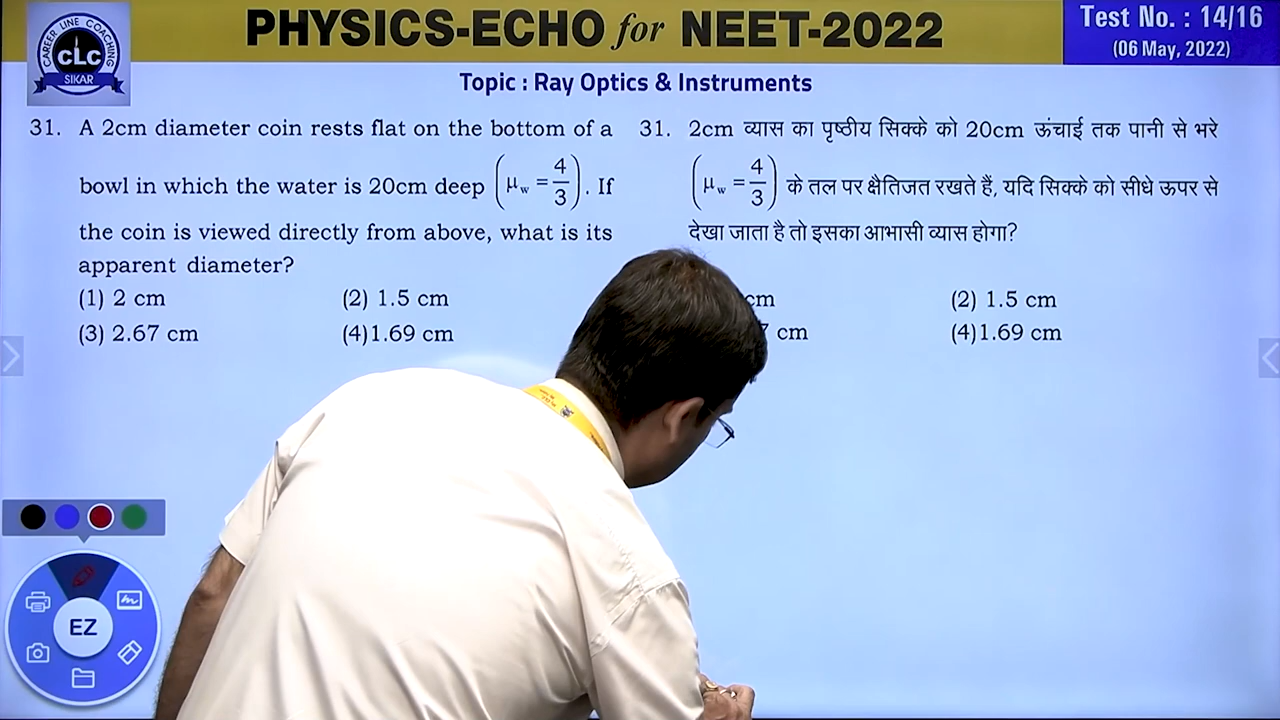 PHYSICS-ECHO for NEET-2022
Test No. : 14/16
(06 May, 2022)
CAREER LINE COACHING
CLC
SIKAR
Topic : Ray Optics & Instruments
31. A 2cm diameter coin rests flat on the bottom of a
bowl in which the water is 20cm deep (μw = 4/3). If
the coin is viewed directly from above, what is its
apparent diameter?
(1) 2 cm (2) 1.5 cm
(3) 2.67 cm (4)1.69 cm
31. 2cm व्यास का पृष्ठीय सिक्के को 20cm ऊंचाई तक पानी से भरे
(μw = 4/3) के तल पर क्षैतिजत रखते हैं, यदि सिक्के को सीधे ऊपर से
देखा जाता है तो इसका आभासी व्यास होगा?
cm (2) 1.5 cm
7 cm (4)1.69 cm
EZ